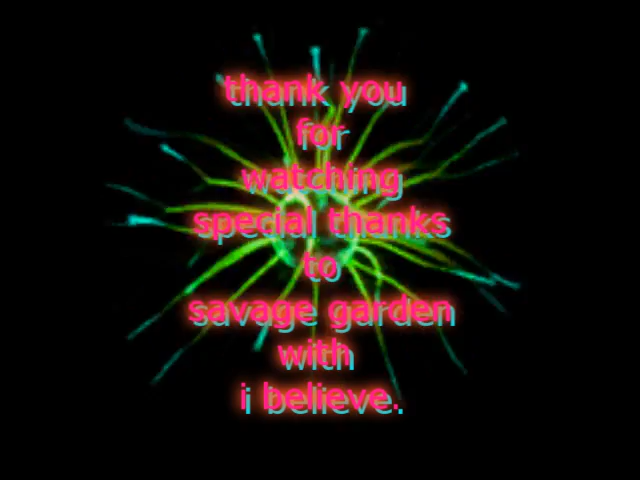 thank you
for
watching
special thanks
to
savage garden
with
i believe.